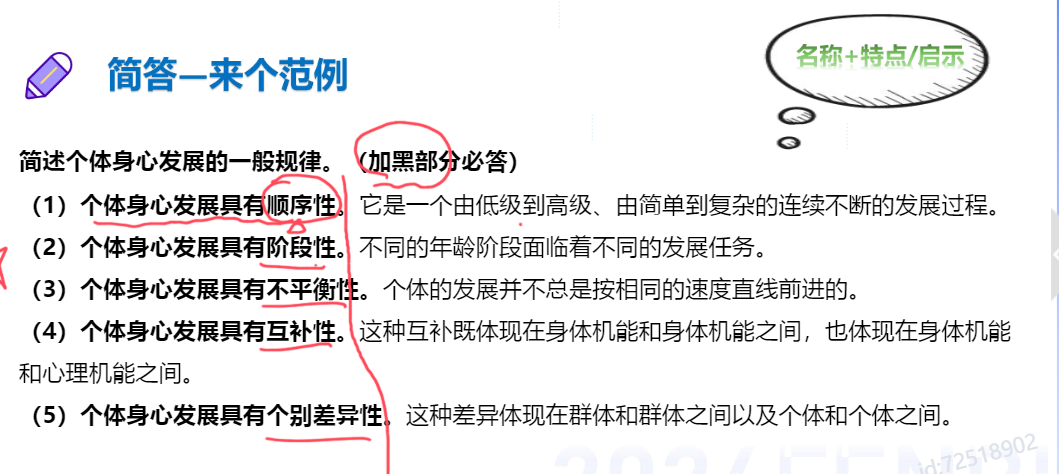 名称+特点/启示
简答—来个范例
简述个体身心发展的一般规律。（加黑部分必答）
（1）个体身心发展具有顺序性。它是一个由低级到高级、由简单到复杂的连续不断的发展过程。
（2）个体身心发展具有阶段性。不同的年龄阶段面临着不同的发展任务。
（3）个体身心发展具有不平衡性。个体的发展并不总是按相同的速度直线前进的。
（4）个体身心发展具有互补性。这种互补既体现在身体机能和身体机能之间，也体现在身体机能
和心理机能之间。
（5）个体身心发展具有个别差异性。这种差异体现在群体和群体之间以及个体和个体之间。
id:72518902